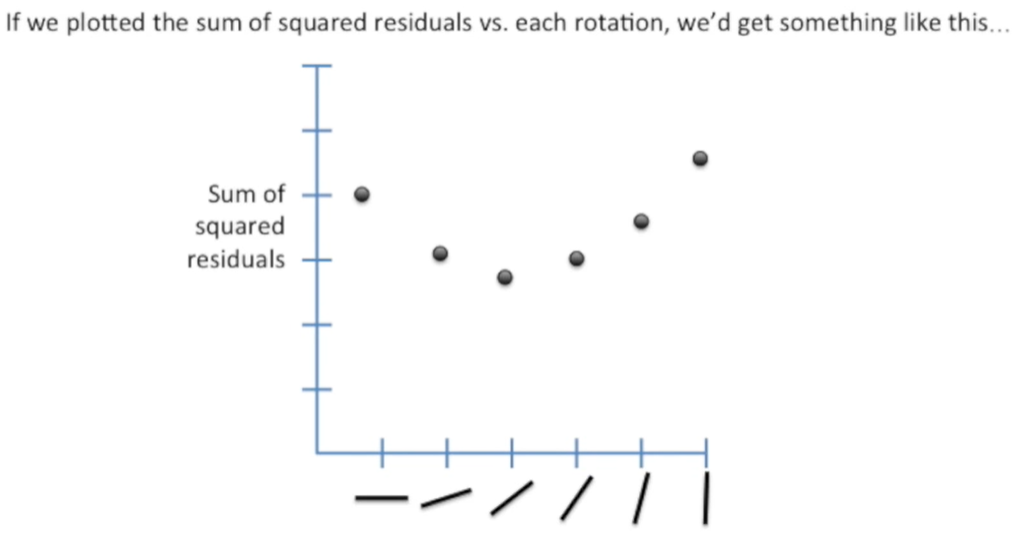 If we plotted the sum of squared residuals vs. each rotation, we’d get something like this…
Sum of
squared
residuals